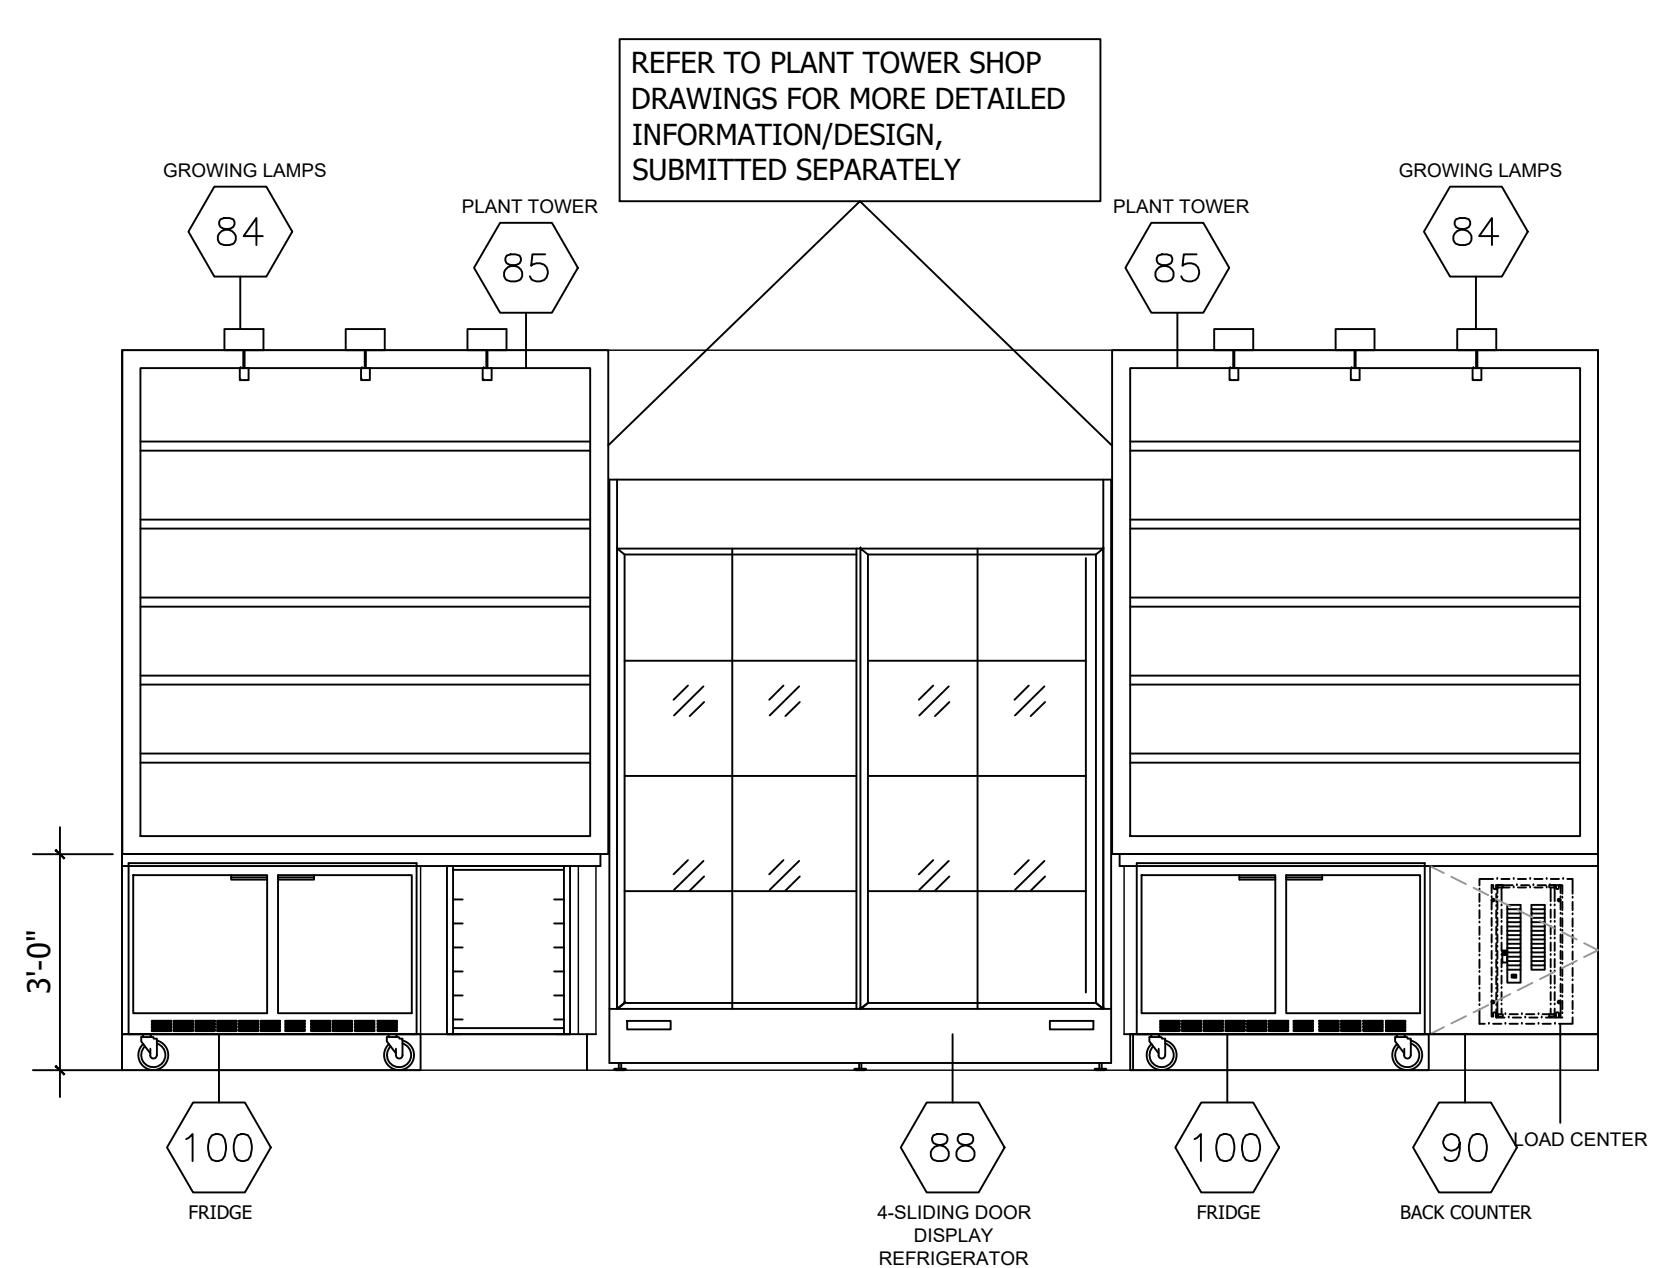 REFER TO PLANT TOWER SHOP
DRAWINGS FOR MORE DETAILED
INFORMATION/DESIGN,
SUBMITTED SEPARATELY
GROWING LAMPS
84
PLANT TOWER
85
PLANT TOWER
85
GROWING LAMPS
84
3'-0"
100
FRIDGE
88
4-SLIDING DOOR
DISPLAY
REFRIGERATOR
100
FRIDGE
90
BACK COUNTER
LOAD CENTER